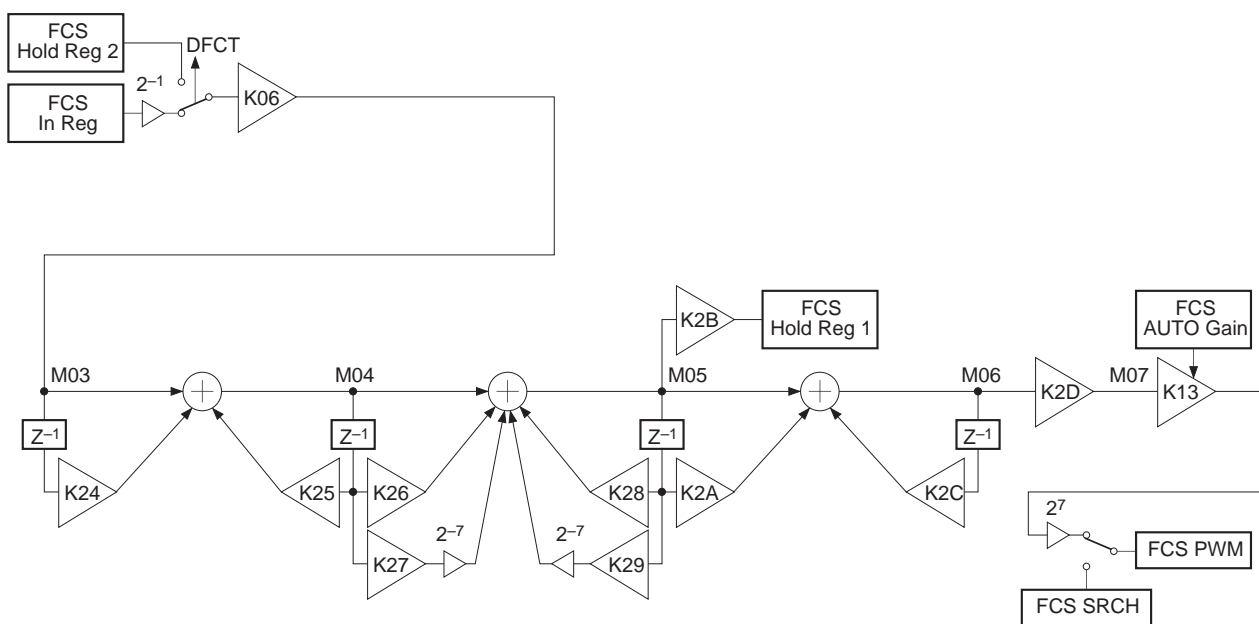 FCS
Hold Reg 2
DFCT
2–1
K06
FCS
In Reg
K2B
FCS
Hold Reg 1
FCS
AUTO Gain
M03
M04
M05
M06
M07
K2D
K13
Z–1
Z–1
Z–1
Z–1
K24
K25
K26
K28
K2A
K2C
2–7
2–7
K27
K29
27
FCS PWM
FCS SRCH